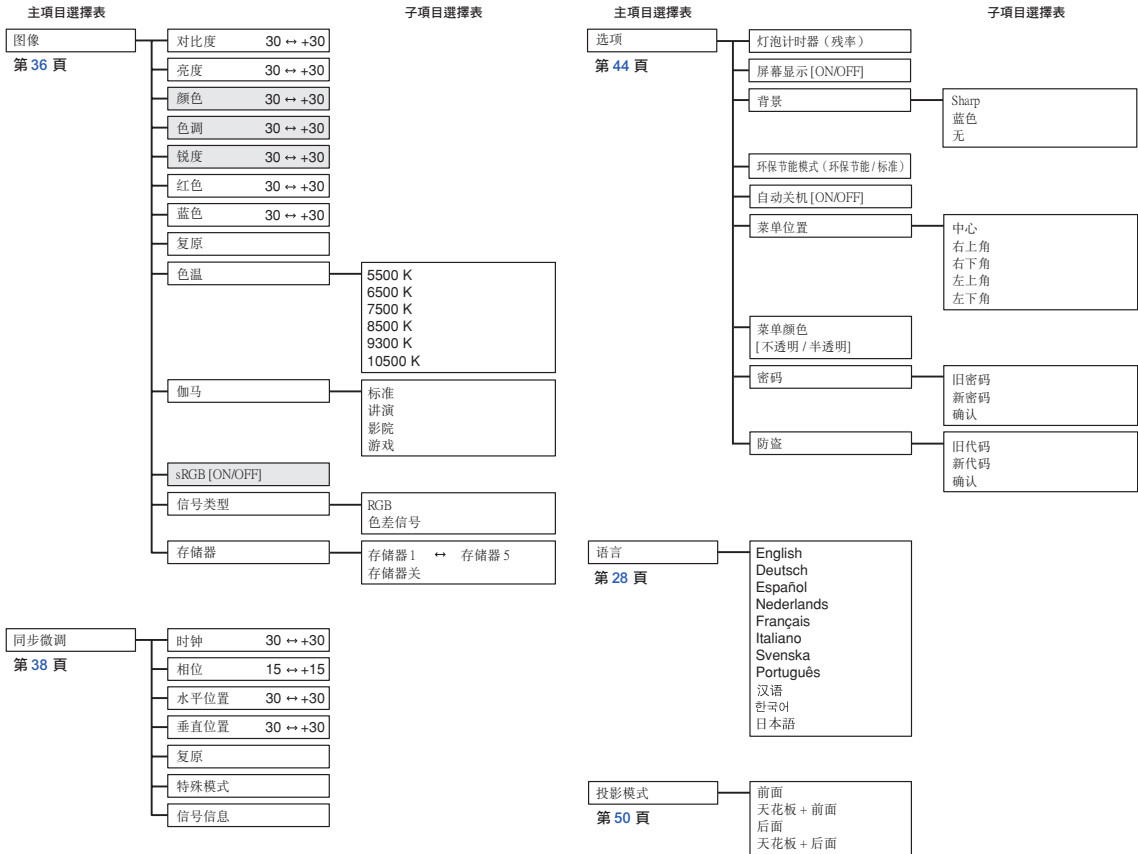 主項目選擇表
子項目選擇表
图像
第 36 頁
对比度 30 ↔ +30
亮度 30 ↔ +30
颜色 30 ↔ +30
色调 30 ↔ +30
锐度 30 ↔ +30
红色 30 ↔ +30
蓝色 30 ↔ +30
复原
色温
5500 K
6500 K
7500 K
8500 K
9300 K
10500 K
伽马
标准
讲演
影院
游戏
sRGB [ON/OFF]
信号类型
RGB
色差信号
存储器
存储器 1 ↔ 存储器 5
存储器关
同步微调
第 38 頁
时钟 30 ↔ +30
相位 15 ↔ +15
水平位置 30 ↔ +30
垂直位置 30 ↔ +30
复原
特殊模式
信号信息
主項目選擇表
子項目選擇表
选项
第 44 頁
灯泡计时器（残率）
屏幕显示 [ON/OFF]
背景
Sharp
蓝色
无
环保节能模式（环保节能 / 标准）
自动关机 [ON/OFF]
菜单位置
中心
右上角
右下角
左上角
左下角
菜单颜色
[不透明 / 半透明]
密码
旧密码
新密码
确认
防盗
旧代码
新代码
确认
语言
第 28 頁
English
Deutsch
Español
Nederlands
Français
Italiano
Svenska
Português
汉语
한국어
日本語
投影模式
第 50 頁
前面
天花板 + 前面
后面
天花板 + 后面